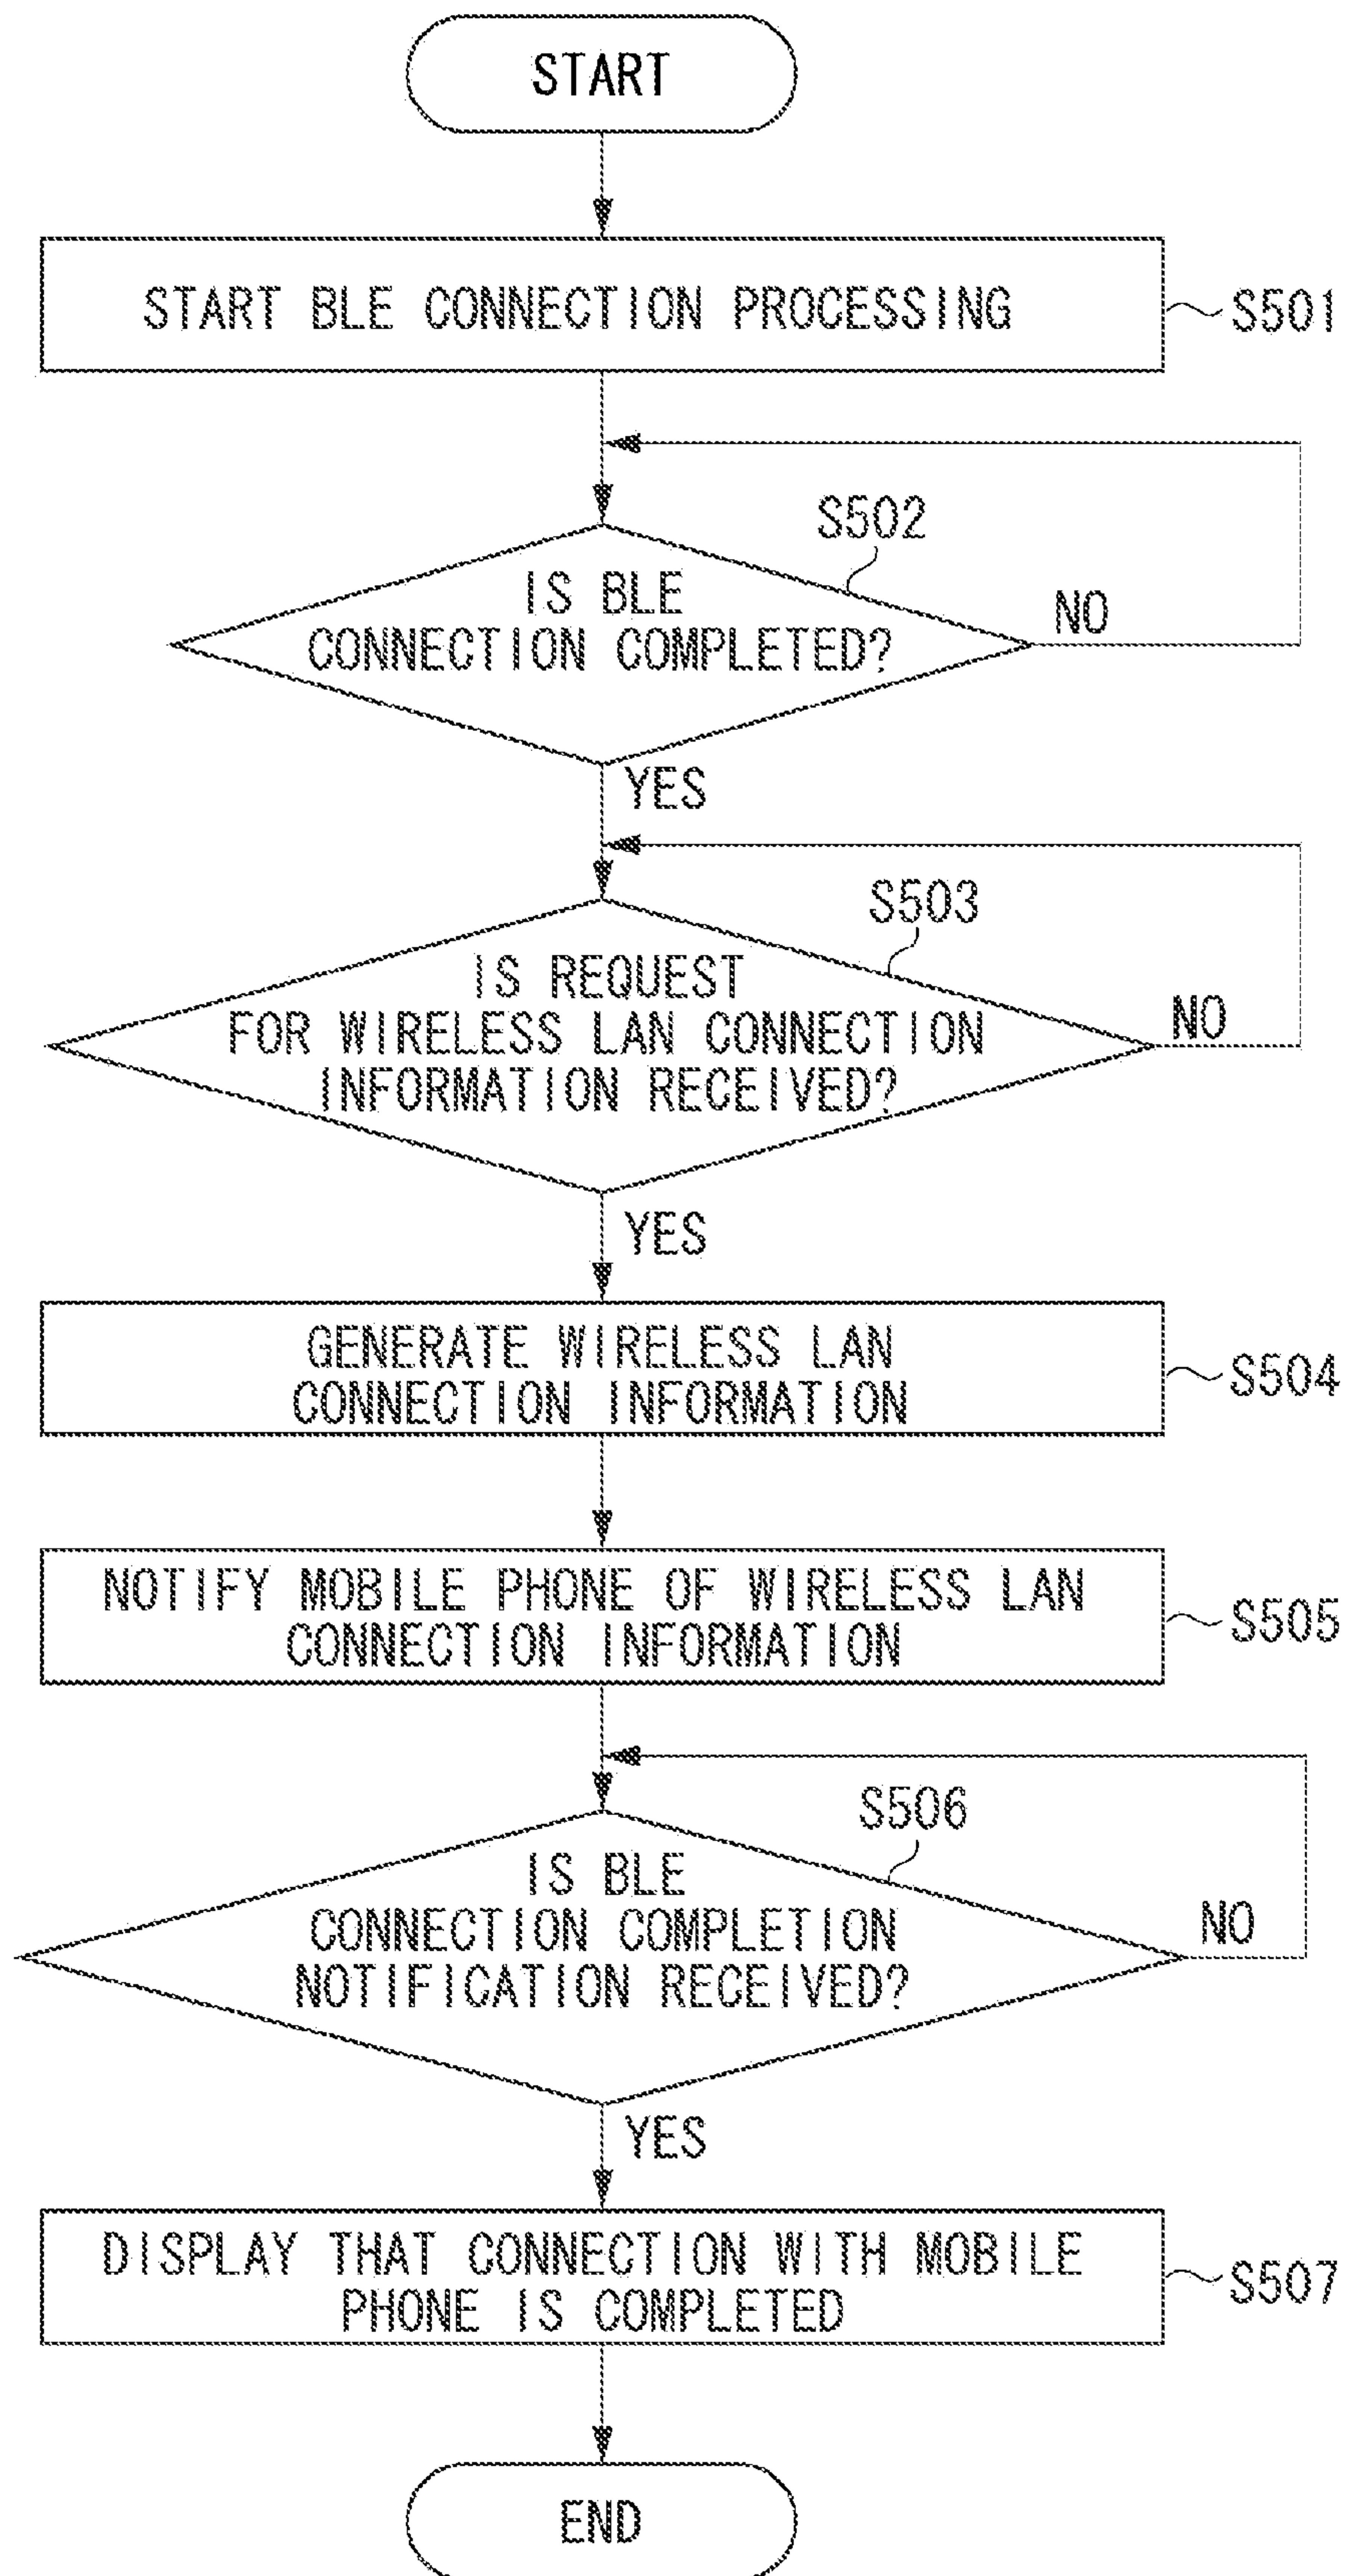 START
START BLE CONNECTION PROCESSING
S501
S502
IS BLE
CONNECTION COMPLETED?
NO
YES
S503
IS REQUEST
FOR WIRELESS LAN CONNECTION
INFORMATION RECEIVED?
NO
YES
GENERATE WIRELESS LAN
CONNECTION INFORMATION
S504
NOTIFY MOBILE PHONE OF WIRELESS LAN
CONNECTION INFORMATION
S505
S506
IS BLE
CONNECTION COMPLETION
NOTIFICATION RECEIVED?
NO
YES
DISPLAY THAT CONNECTION WITH MOBILE
PHONE IS COMPLETED
S507
END